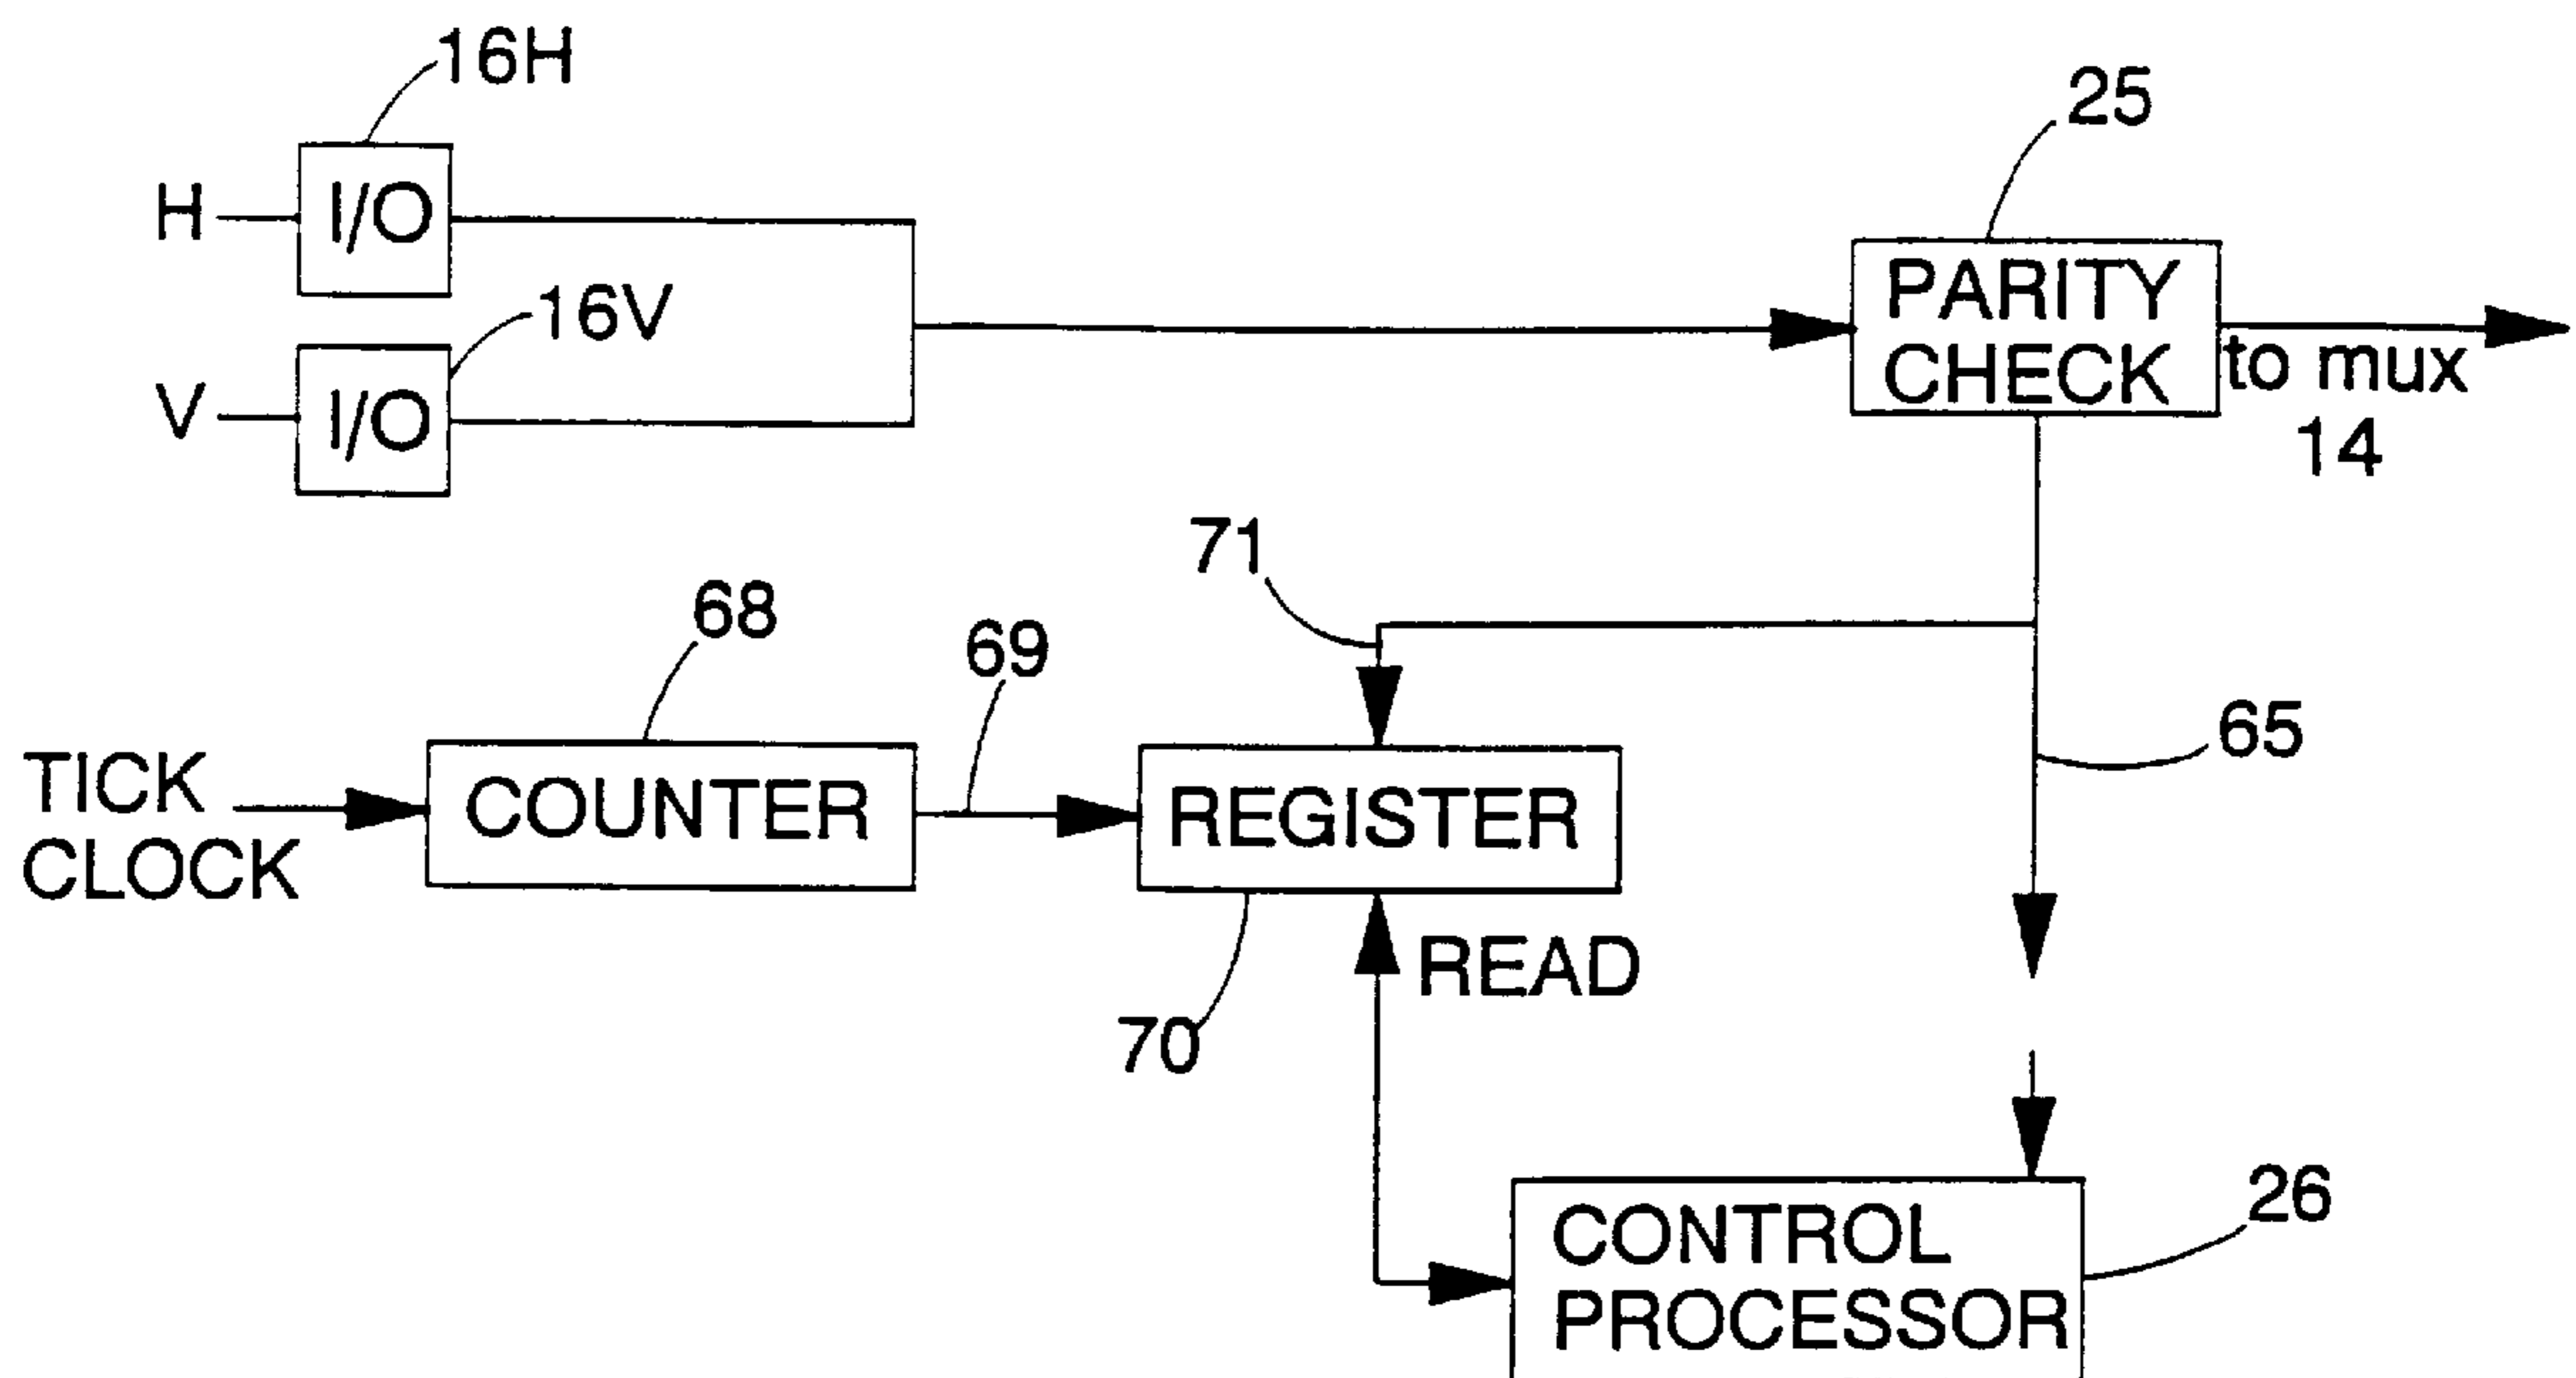 16H
25
H
I/O
PARITY
CHECK
to mux
14
16V
V
I/O
71
68
69
65
TICK
CLOCK
COUNTER
REGISTER
READ
70
26
CONTROL
PROCESSOR